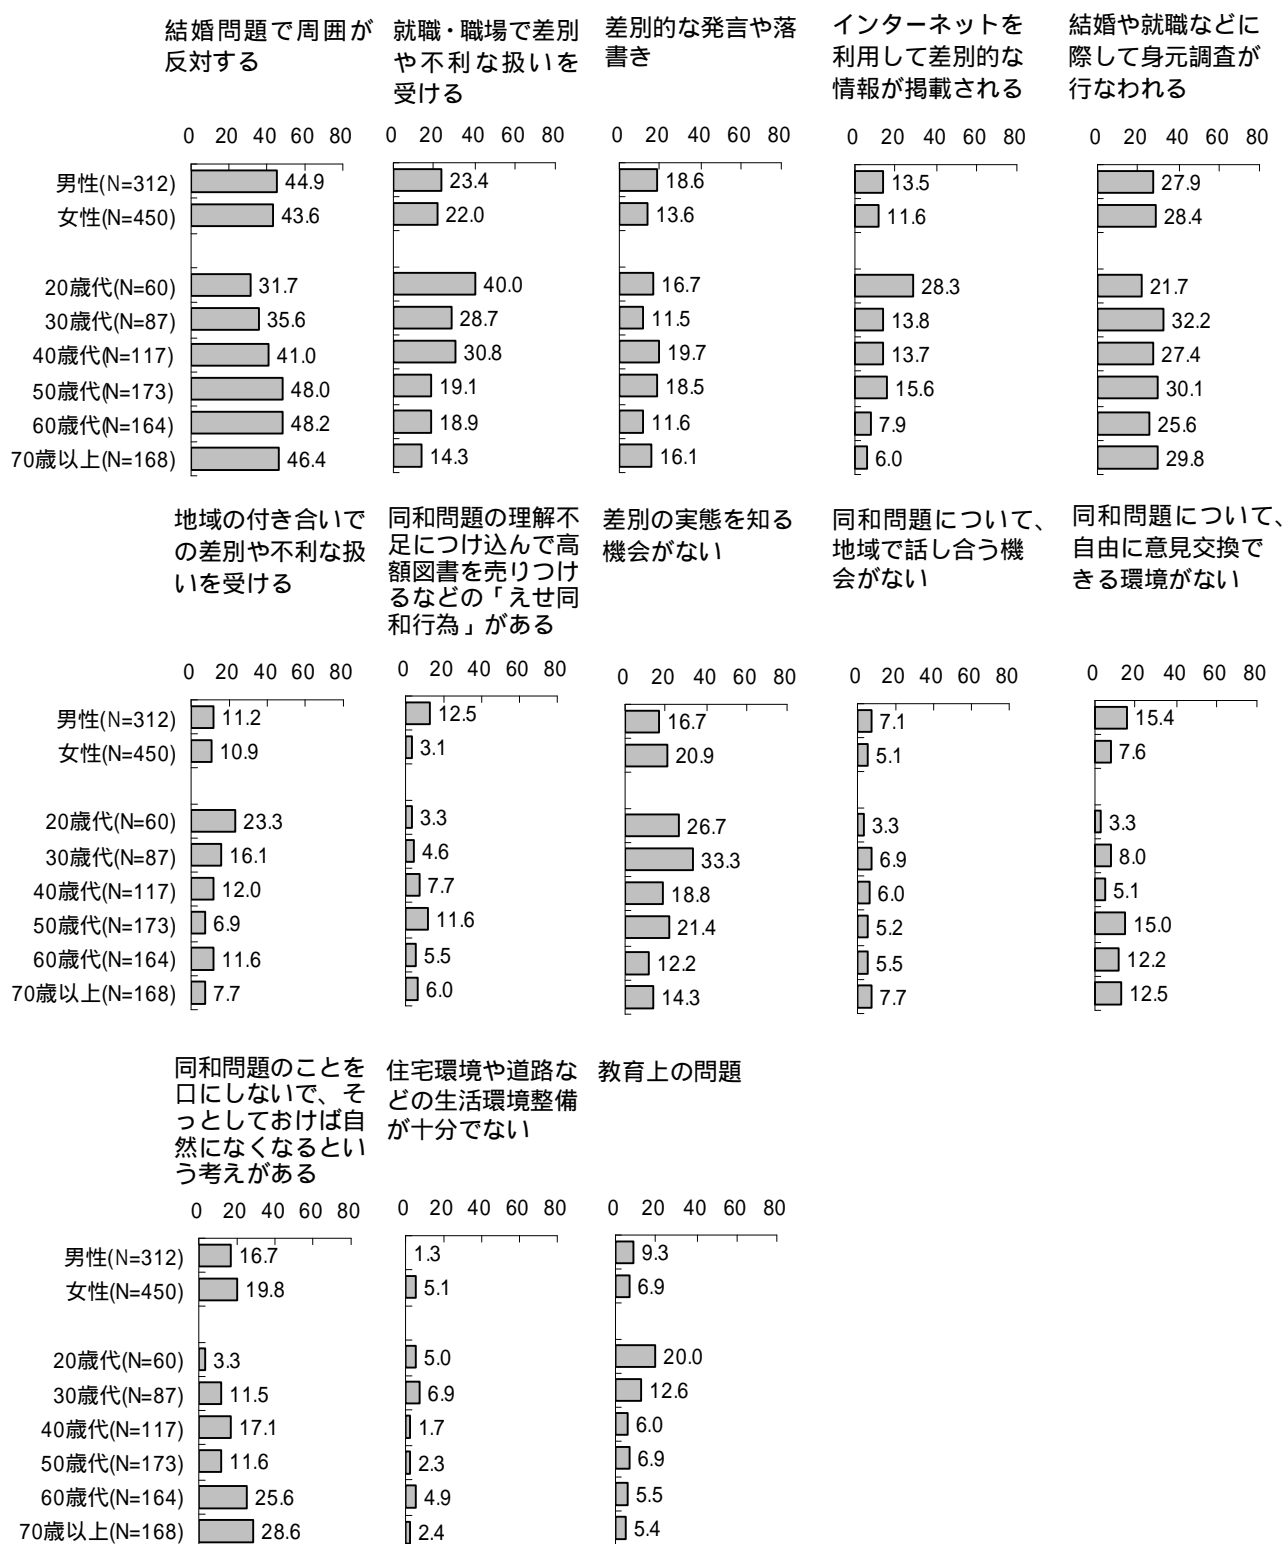 結婚問題で周囲が
反対する
就職・職場で差別
や不利な扱いを
受ける
差別的な発言や落
書き
インターネットを
利用して差別的な
情報が掲載される
結婚や就職などに
際して身元調査が
行なわれる
0 20 40 60 80
0 20 40 60 80
0 20 40 60 80
0 20 40 60 80
0 20 40 60 80
男性(N=312) 44.9 23.4 18.6 13.5 27.9
女性(N=450) 43.6 22.0 13.6 11.6 28.4
20歳代(N=60) 31.7 40.0 16.7 28.3 21.7
30歳代(N=87) 35.6 28.7 11.5 13.8 32.2
40歳代(N=117) 41.0 30.8 19.7 13.7 27.4
50歳代(N=173) 48.0 19.1 18.5 15.6 30.1
60歳代(N=164) 48.2 18.9 11.6 7.9 25.6
70歳以上(N=168) 46.4 14.3 16.1 6.0 29.8
地域の付き合いで
の差別や不利な扱
いを受ける
同和問題の理解不
足につけ込んで高
額図書を売りつけ
るなどの「えせ同
和行為」がある
差別の実態を知る
機会がない
同和問題について、
地域で話し合う機
会がない
同和問題について、
自由に意見交換で
きる環境がない
0 20 40 60 80
0 20 40 60 80
0 20 40 60 80
0 20 40 60 80
0 20 40 60 80
男性(N=312) 11.2 12.5 16.7 7.1 15.4
女性(N=450) 10.9 3.1 20.9 5.1 7.6
20歳代(N=60) 23.3 3.3 26.7 3.3 3.3
30歳代(N=87) 16.1 4.6 33.3 6.9 8.0
40歳代(N=117) 12.0 7.7 18.8 6.0 5.1
50歳代(N=173) 6.9 11.6 21.4 5.2 15.0
60歳代(N=164) 11.6 5.5 12.2 5.5 12.2
70歳以上(N=168) 7.7 6.0 14.3 7.7 12.5
同和問題のことを
口にしないで、そ
っとしておけば自
然になくなるとい
う考えがある
住宅環境や道路な
どの生活環境整備
が十分でない
教育上の問題
0 20 40 60 80
0 20 40 60 80
0 20 40 60 80
男性(N=312) 16.7 1.3 9.3
女性(N=450) 19.8 5.1 6.9
20歳代(N=60) 3.3 5.0 20.0
30歳代(N=87) 11.5 6.9 12.6
40歳代(N=117) 17.1 1.7 6.0
50歳代(N=173) 11.6 2.3 6.9
60歳代(N=164) 25.6 4.9 5.5
70歳以上(N=168) 28.6 2.4 5.4